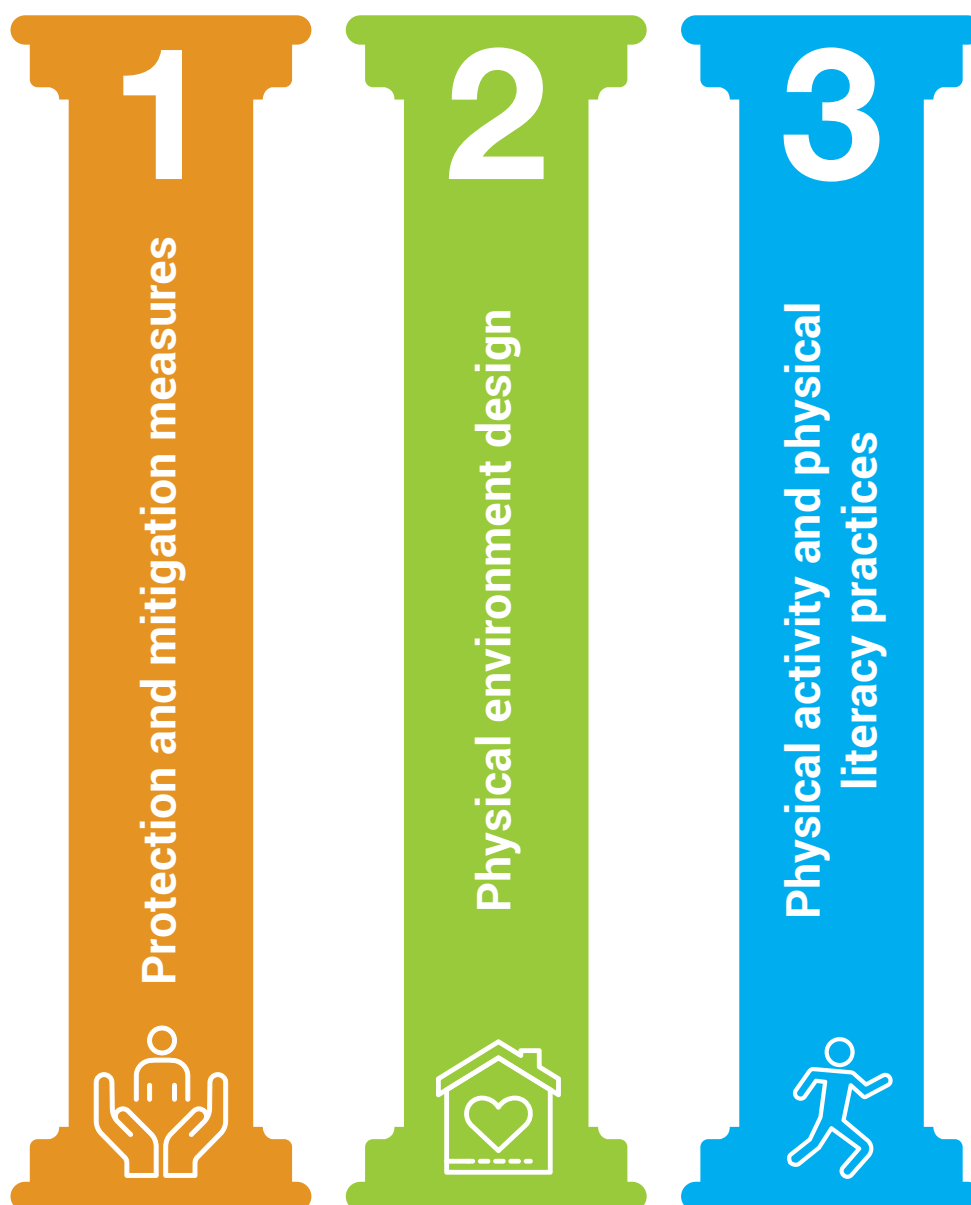 1
Protection and mitigation measures
2
Physical environment design
3
Physical activity and physical
literacy practices